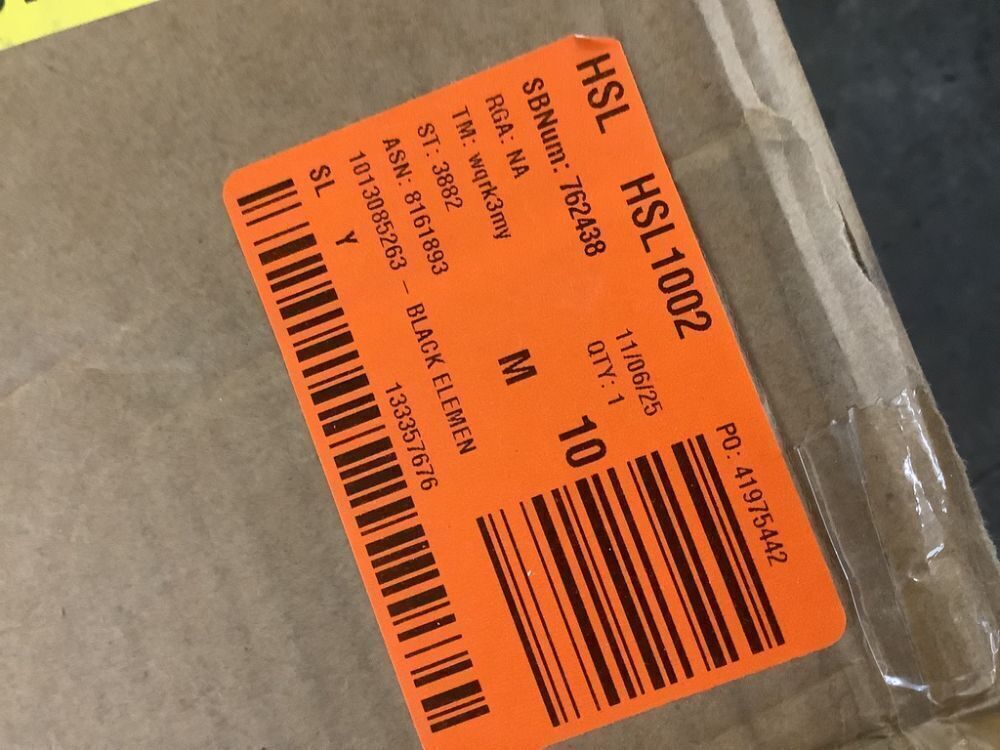 HSL HSL1002 PO: 41975442
SBNum: 762438 11/06/25
RGA: NA QTY: 1
TM: wqrk3my M 10
ST: 3882
ASN: 8161893
1013085263 - BLACK ELEMEN
SL Y 133357676